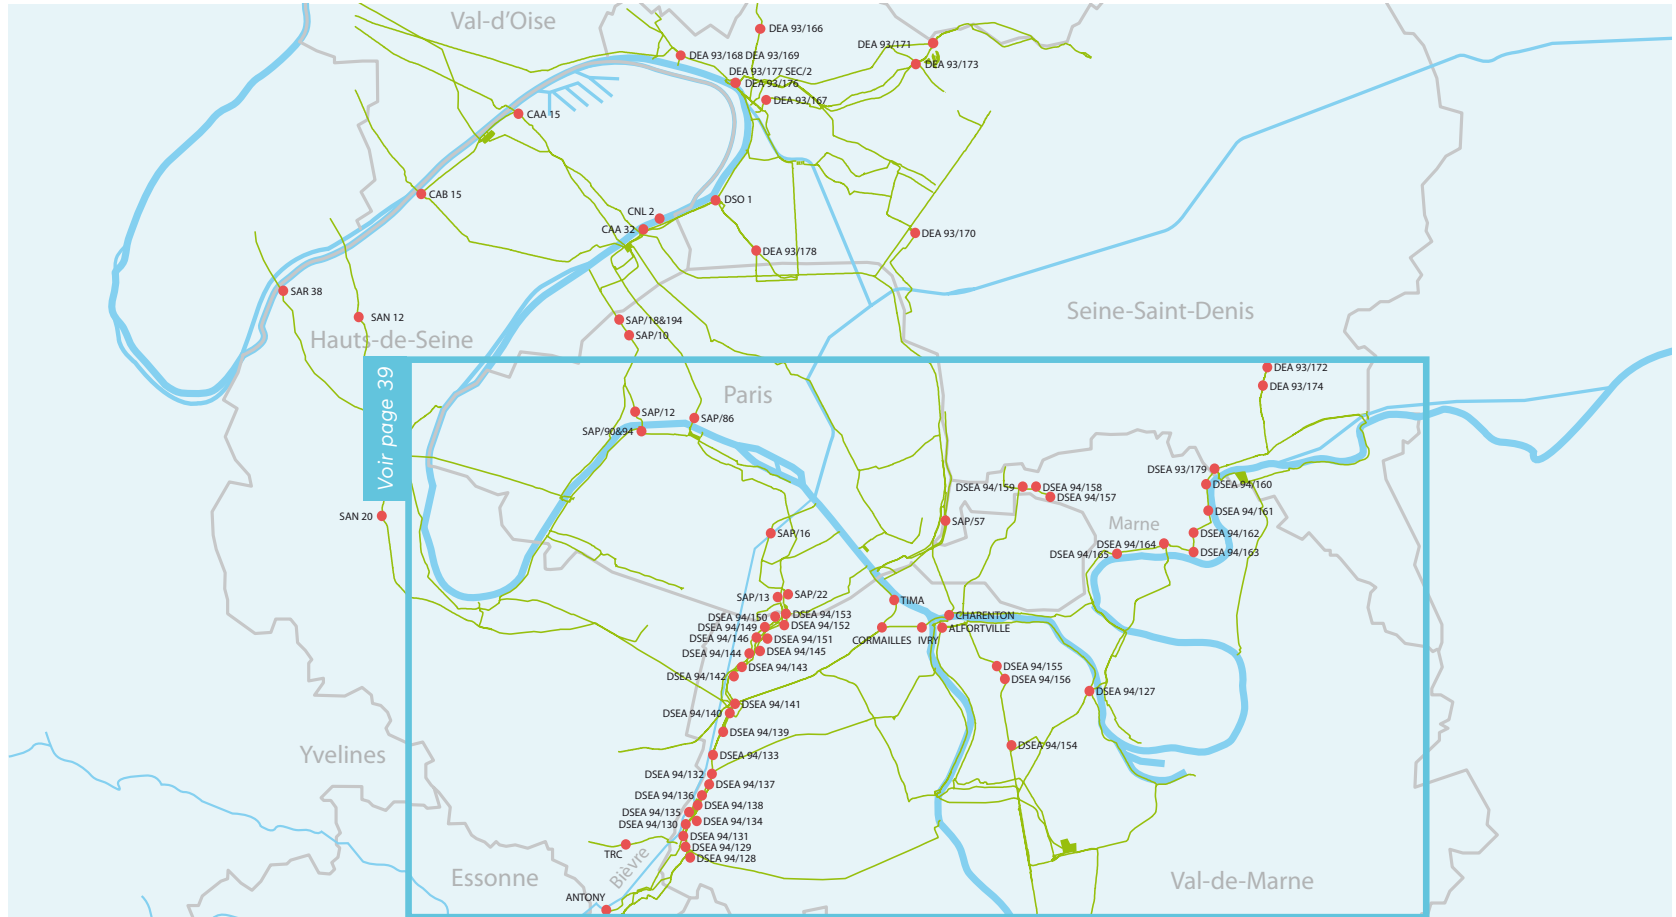 Val-d'Oise
DEA 93/166
DEA 93/171
DEA 93/168 DEA 93/169
DEA 93/173
DEA 93/177 SEC/2
DEA 93/176
DEA 93/167
CAA 15
CAB 15
DSO 1
CNL 2
CAA 32
DEA 93/170
DEA 93/178
SAR 38
SAN 12
Seine-Saint-Denis
SAP/18&194
SAP/10
Hauts-de-Seine
Voir page 39
DEA 93/172
DEA 93/174
Paris
SAP/12
SAP/86
SAP/90&94
DSEA 93/179
DSEA 94/160
DSEA 94/159
DSEA 94/158
DSEA 94/157
DSEA 94/161
SAN 20
SAP/57
Marne
SAP/16
DSEA 94/162
DSEA 94/164
DSEA 94/165
DSEA 94/163
SAP/13
SAP/22
TIMA
DSEA 94/150
DSEA 94/153
CHARENTON
DSEA 94/149
DSEA 94/152
ALFORTVILLE
DSEA 94/146
DSEA 94/151
CORMAILLES
IVRY
DSEA 94/144
DSEA 94/145
DSEA 94/143
DSEA 94/155
DSEA 94/142
DSEA 94/156
DSEA 94/127
DSEA 94/141
DSEA 94/140
DSEA 94/139
DSEA 94/154
Yvelines
DSEA 94/133
DSEA 94/132
DSEA 94/137
DSEA 94/136
DSEA 94/138
DSEA 94/135
DSEA 94/134
DSEA 94/130
DSEA 94/131
TRC
DSEA 94/129
DSEA 94/128
Bièvre
Essonne
Val-de-Marne
ANTONY